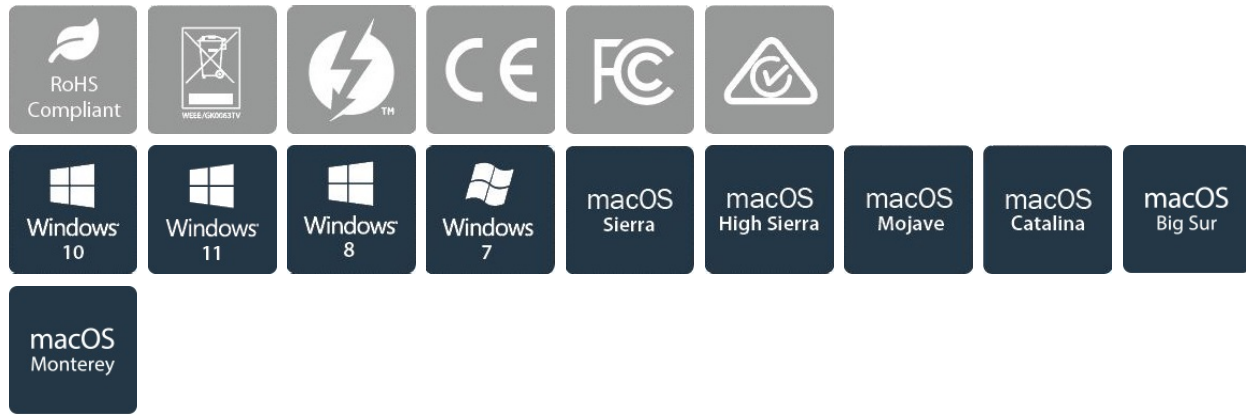 RoHS
Compliant
WEEE/GK0083TV
TM
CE
FC
Windows
10
Windows
11
Windows
8
Windows
7
macOS
Sierra
macOS
High Sierra
macOS
Mojave
macOS
Catalina
macOS
Big Sur
macOS
Monterey